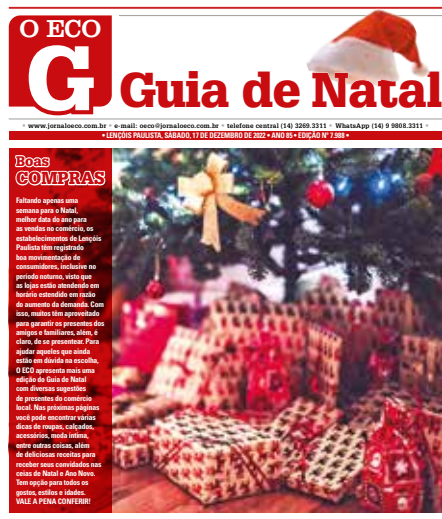 O ECO
G
Guia de Natal
• www.jornaloeco.com.br • e-mail: oeco@jornaloeco.com.br • telefone central (14) 3269.3311 • WhatsApp (14) 9 9808.3311 •
• LENÇÓIS PAULISTA, SÁBADO, 17 DE DEZEMBRO DE 2022 • ANO 85 • EDIÇÃO Nº 7.988 •
Boas
COMPRAS
Faltando apenas uma
semana para o Natal,
melhor data do ano para
as vendas no comércio, os
estabelecimentos de Lençóis
Paulista têm registrado
boa movimentação de
consumidores, inclusive no
período noturno, visto que
as lojas estão atendendo em
horário estendido em razão
do aumento da demanda. Com
isso, muitos têm aproveitado
para garantir os presentes dos
amigos e familiares, além, é
claro, de se presentear. Para
ajudar aqueles que ainda
estão em dúvida na escolha,
O ECO apresenta mais uma
edição do Guia de Natal
com diversas sugestões
de presentes do comércio
local. Nas próximas páginas
você pode encontrar várias
dicas de roupas, calçados,
acessórios, moda íntima,
entre outras coisas, além
de deliciosas receitas para
receber seus convidados nas
ceias de Natal e Ano Novo.
Tem opção para todos os
gostos, estilos e idades.
VALE A PENA CONFERIR!